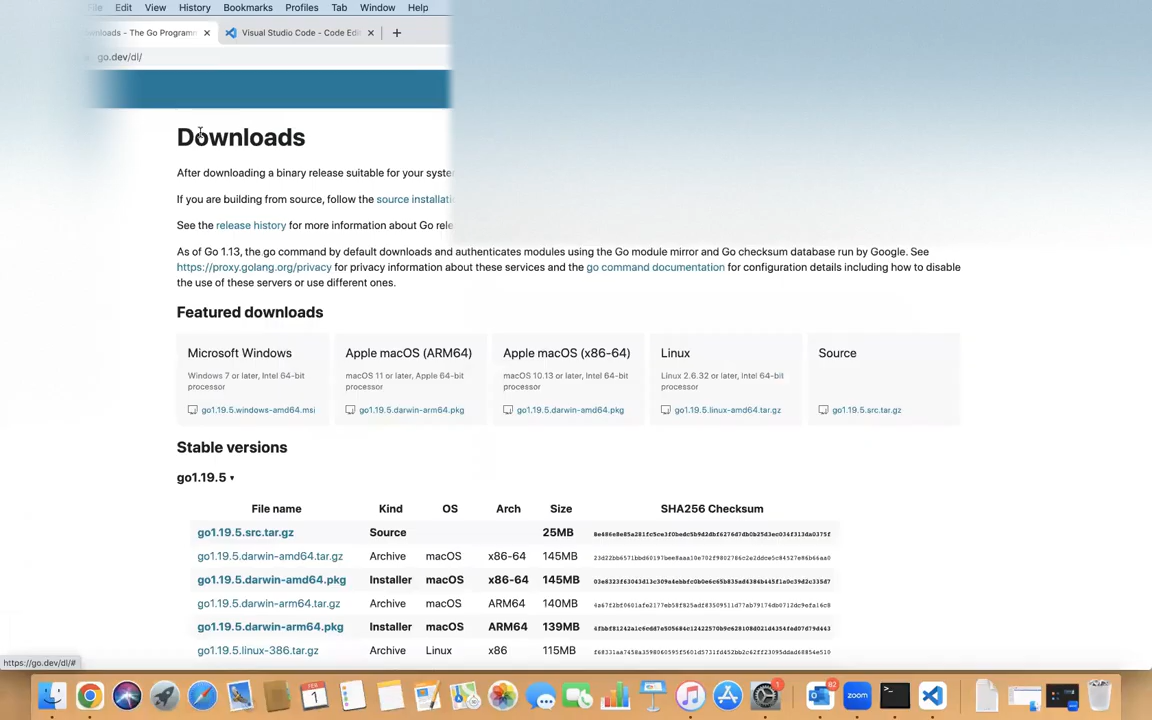 File Edit View History Bookmarks Profiles Tab Window Help
wnloads - The Go Programm Visual Studio Code - Code Edit
go.dev/dl/
Downloads
After downloading a binary release suitable for your syste
If you are building from source, follow the source installati
See the release history for more information about Go rele
As of Go 1.13, the go command by default downloads and authenticates modules using the Go module mirror and Go checksum database run by Google. See
https://proxy.golang.org/privacy for privacy information about these services and the go command documentation for configuration details including how to disable
the use of these servers or use different ones.
Featured downloads
Microsoft Windows
Windows 7 or later, Intel 64-bit
processor
go1.19.5.windows-amd64.msi
Apple macOS (ARM64)
macOS 11 or later, Apple 64-bit
processor
go1.19.5.darwin-arm64.pkg
Apple macOS (x86-64)
macOS 10.13 or later, Intel 64-bit
processor
go1.19.5.darwin-amd64.pkg
Linux
Linux 2.6.32 or later, Intel 64-bit
processor
go1.19.5.linux-amd64.tar.gz
Source
go1.19.5.src.tar.gz
Stable versions
go1.19.5 ▾
File name Kind OS Arch Size SHA256 Checksum
go1.19.5.src.tar.gz Source 25MB
go1.19.5.darwin-amd64.tar.gz Archive macOS x86-64 145MB
go1.19.5.darwin-amd64.pkg Installer macOS x86-64 145MB
go1.19.5.darwin-arm64.tar.gz Archive macOS ARM64 140MB
go1.19.5.darwin-arm64.pkg Installer macOS ARM64 139MB
go1.19.5.linux-386.tar.gz Archive Linux x86 115MB
https://go.dev/dl/#
1 1 82 zoom